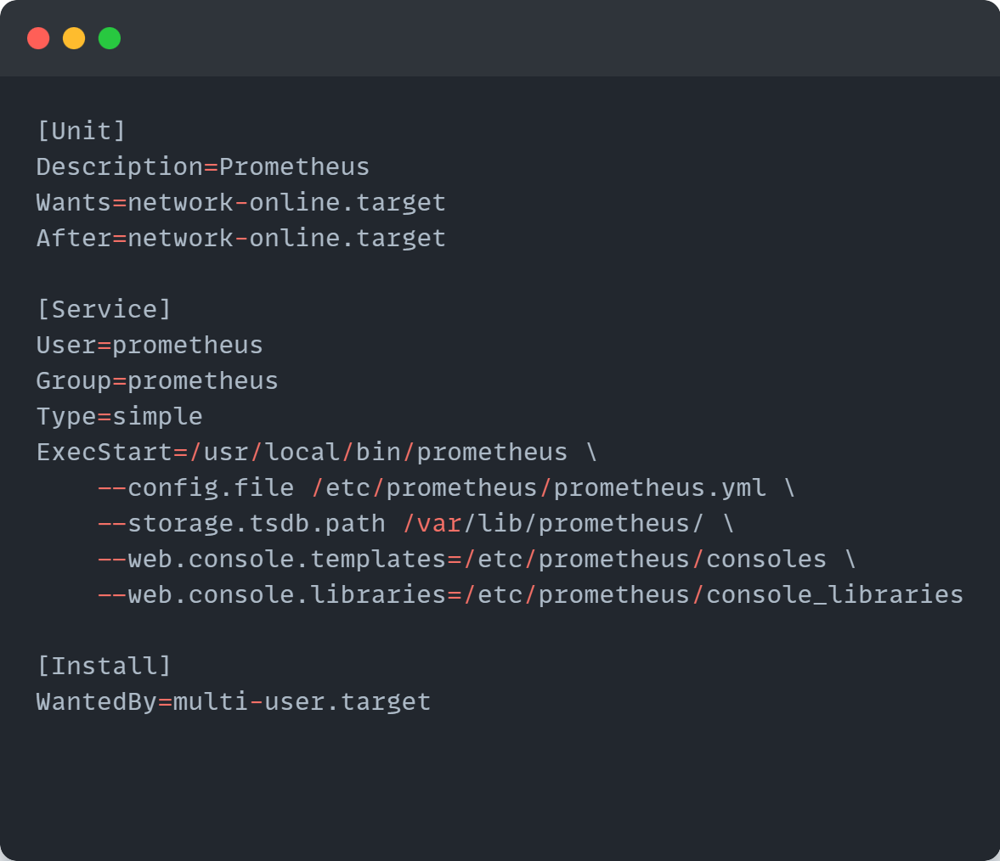 [Unit]
Description=Prometheus
Wants=network-online.target
After=network-online.target

[Service]
User=prometheus
Group=prometheus
Type=simple
ExecStart=/usr/local/bin/prometheus \
    --config.file /etc/prometheus/prometheus.yml \
    --storage.tsdb.path /var/lib/prometheus/ \
    --web.console.templates=/etc/prometheus/consoles \
    --web.console.libraries=/etc/prometheus/console_libraries

[Install]
WantedBy=multi-user.target